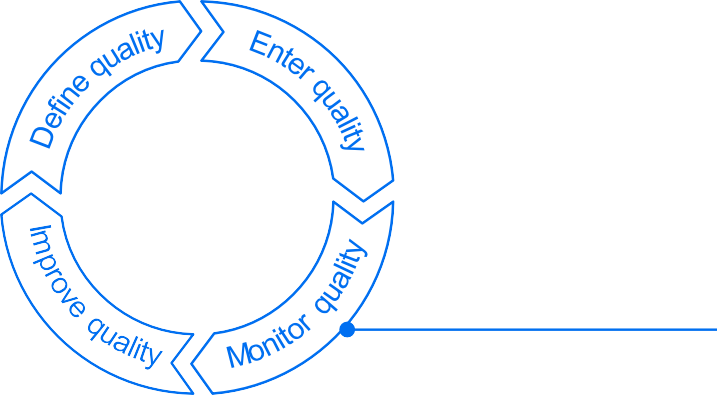 Define quality
Enter quality
Monitor quality
Improve quality